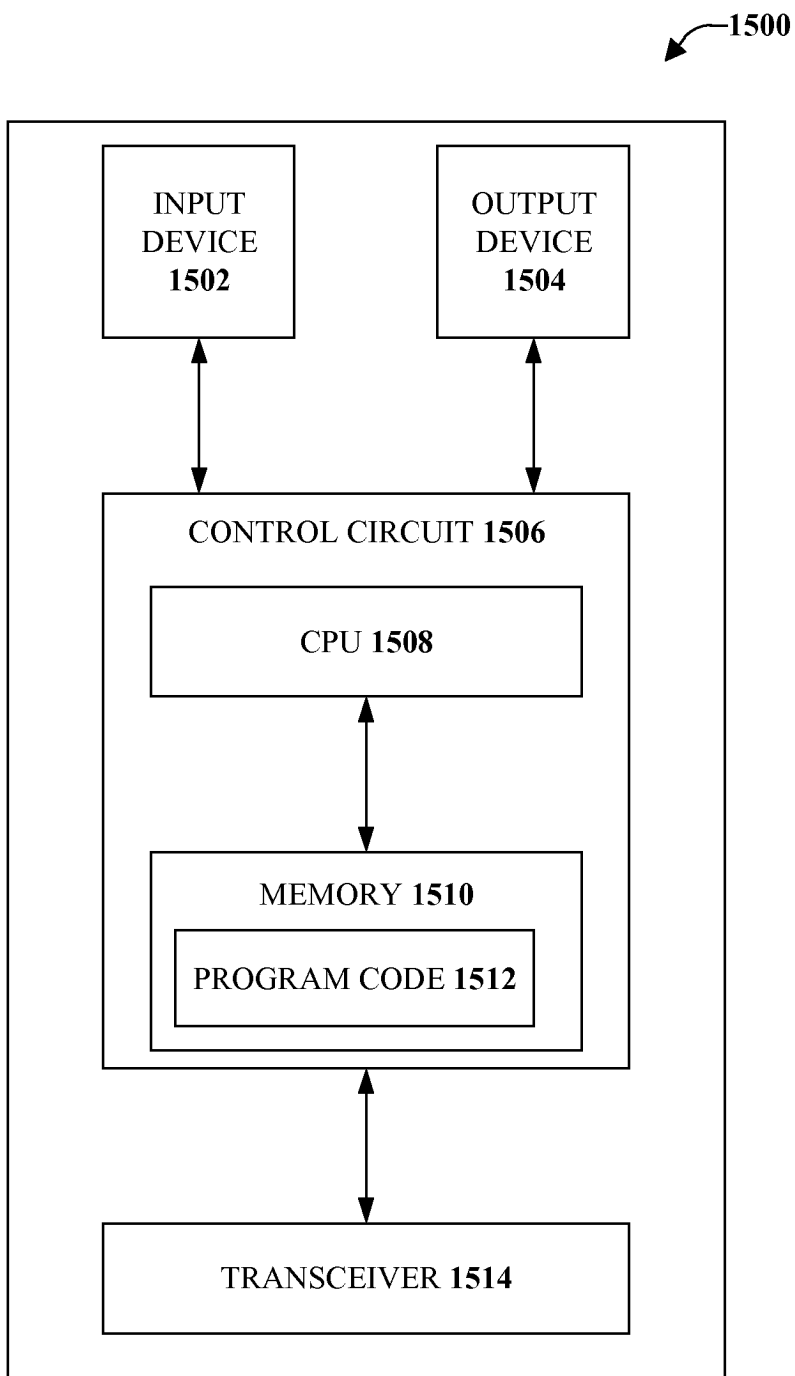 1500
INPUT
DEVICE
1502
OUTPUT
DEVICE
1504
CONTROL CIRCUIT 1506
CPU 1508
MEMORY 1510
PROGRAM CODE 1512
TRANSCEIVER 1514